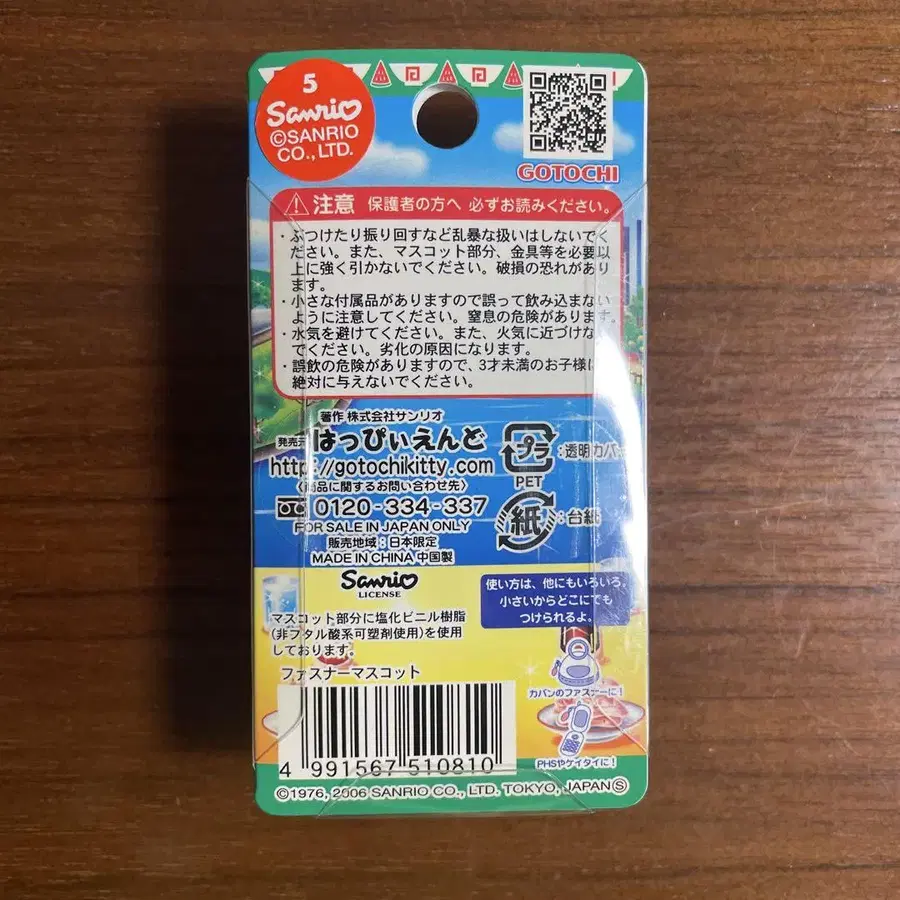 5
Sanrio
©SANRIO
CO., LTD.
GOTOCHI
注意 保護者の方へ 必ずお読みください。
・ぶつけたり振り回すなど乱暴な扱いはしないでく
ださい。また、マスコット部分、金具等を必要以
上に強く引かないでください。破損の恐れがあり
ます。
・小さな付属品がありますので誤って飲み込まない
ように注意してください。窒息の危険があります。
・水気を避けてください。また、火気に近づけな
でください。劣化の原因になります。
・誤飲の危険がありますので、3才未満のお子様に
絶対に与えないでください。
著作 株式会社サンリオ
発売元 はっぴぃえんど
http://gotochikitty.com
〈商品に関するお問い合わせ先〉
0120-334-337
FOR SALE IN JAPAN ONLY
販売地域：日本限定
MADE IN CHINA 中国製
プラ
：透明カバ
PET
紙
：台紙
Sanrio
LICENSE
マスコット部分に塩化ビニル樹脂
(非フタル酸系可塑剤使用)を使用
しております。
ファスナーマスコット
使い方は、他にもいろいろ。
小さいからどこにでも
つけられるよ。
カバンのファスナーに！
PHSやケイタイに！
4 991567 510810
©1976, 2006 SANRIO CO., LTD. TOKYO, JAPAN Ⓢ